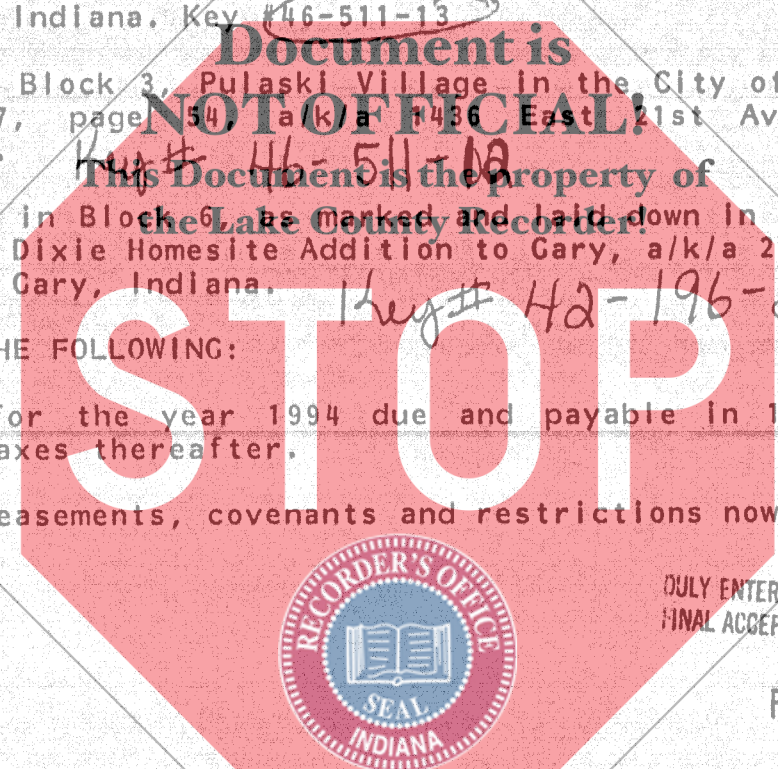 Indiana. Key #46-511-13
Document is
Block 3, Pulaski Village in the City of
NOT OFFICIAL!
7, page 54, a/k/a 1436 East 21st Av
Key# 46-511-12
This Document is the property of
the Lake County Recorder!
in Block 6, as marked and laid down in
Dixie Homesite Addition to Gary, a/k/a 2
Gary, Indiana.
Key# 42-196-
STOP
HE FOLLOWING:
for the year 1994 due and payable in 1
axes thereafter.
easements, covenants and restrictions now
DULY ENTER
FINAL ACCEP
RECORDER'S OFFICE
SEAL
INDIANA